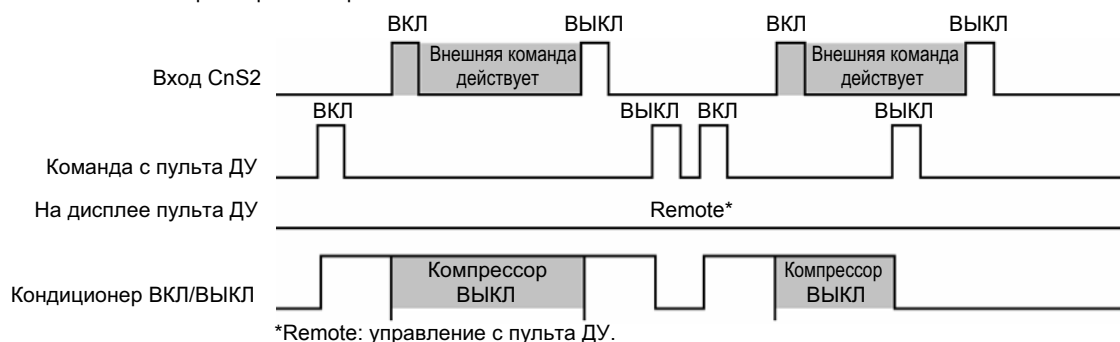 ВКЛ ВЫКЛ ВКЛ ВЫКЛ
Вход CnS2
Внешняя команда действует
Внешняя команда действует
ВКЛ ВЫКЛ ВКЛ ВЫКЛ
Команда с пульта ДУ
На дисплее пульта ДУ Remote*
Кондиционер ВКЛ/ВЫКЛ
Компрессор ВЫКЛ
Компрессор ВЫКЛ
*Remote: управление с пульта ДУ.